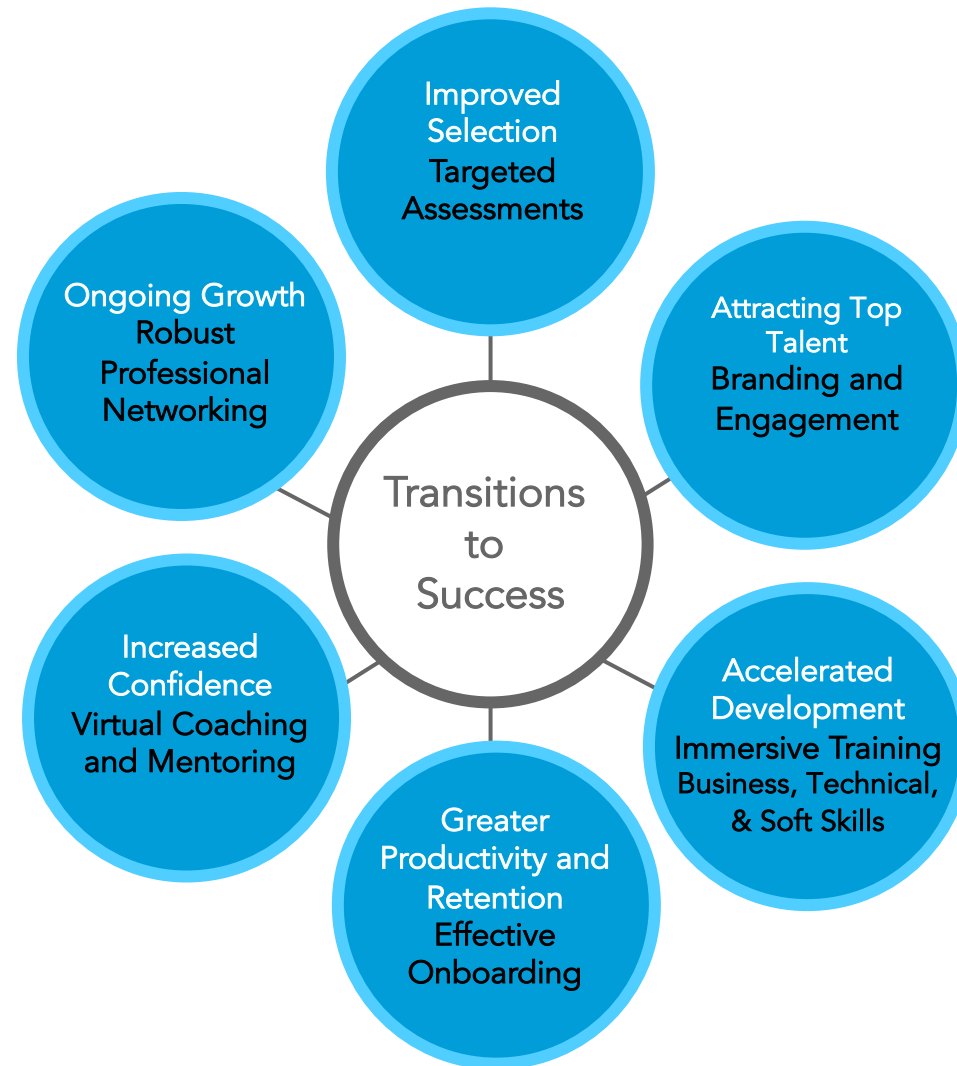 Improved
Selection
Targeted
Assessments
Ongoing Growth
Robust
Professional
Networking
Attracting Top
Talent
Branding and
Engagement
Transitions
to
Success
Increased
Confidence
Virtual Coaching
and Mentoring
Accelerated
Development
Immersive Training
Business, Technical,
& Soft Skills
Greater
Productivity and
Retention
Effective
Onboarding